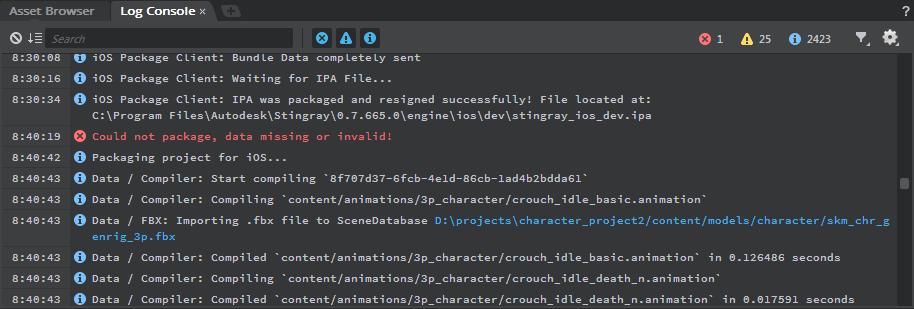 Asset Browser Log Console × +
?
Search 1 25 2423
8:30:08 iOS Package Client: Bundle Data completely sent
8:30:16 iOS Package Client: Waiting for IPA File...
8:30:34 iOS Package Client: IPA was packaged and resigned successfully! File located at:
C:\Program Files\Autodesk\Stingray\0.7.665.0\engine\ios\dev\stingray_ios_dev.ipa
8:40:19 Could not package, data missing or invalid!
8:40:42 Packaging project for iOS...
8:40:43 Data / Compiler: Start compiling `8f707d37-6fcb-4e1d-86cb-1ad4b2bdda61`
8:40:43 Data / Compiler: Compiling `content/animations/3p_character/crouch_idle_basic.animation`
8:40:43 Data / FBX: Importing .fbx file to SceneDatabase D:\projects\character_project2/content/models/character/skm_chr_g
enrig_3p.fbx
8:40:43 Data / Compiler: Compiled `content/animations/3p_character/crouch_idle_basic.animation` in 0.126486 seconds
8:40:43 Data / Compiler: Compiling `content/animations/3p_character/crouch_idle_death_n.animation`
8:40:43 Data / Compiler: Compiled `content/animations/3p_character/crouch_idle_death_n.animation` in 0.017591 seconds